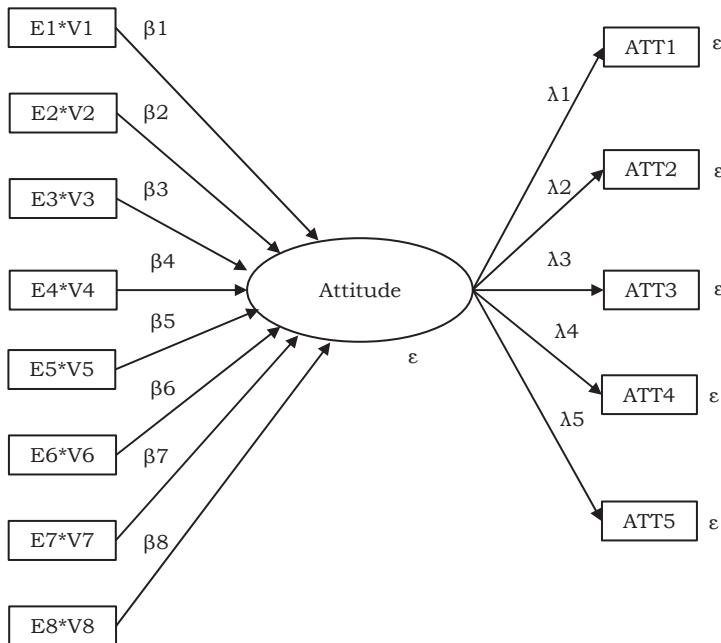 E1*V1
β1
E2*V2
β2
E3*V3
β3
E4*V4
β4
E5*V5
β5
E6*V6
β6
E7*V7
β7
E8*V8
β8
Attitude
ε
λ1
ATT1
ε
λ2
ATT2
ε
λ3
ATT3
ε
λ4
ATT4
ε
λ5
ATT5
ε